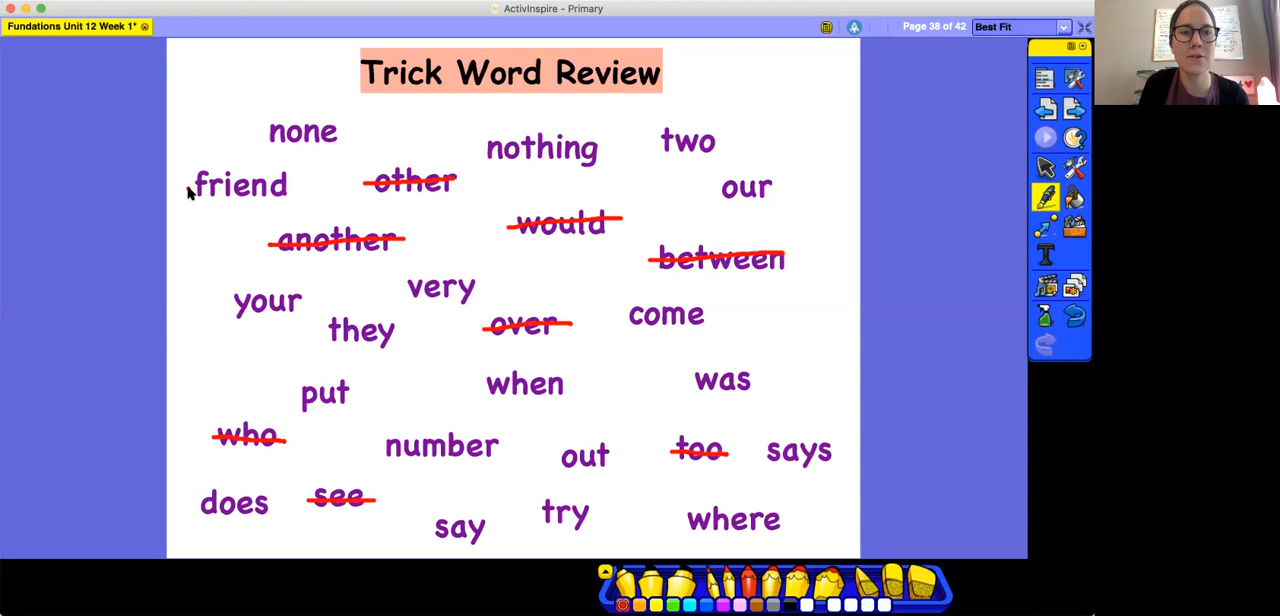 ActivInspire - Primary
Fundations Unit 12 Week 1*
Page 38 of 42
Best Fit
Trick Word Review
none
nothing
two
friend
other
our
another
would
between
your
very
they
over
come
put
when
was
who
number
out
too
says
does
see
say
try
where
T